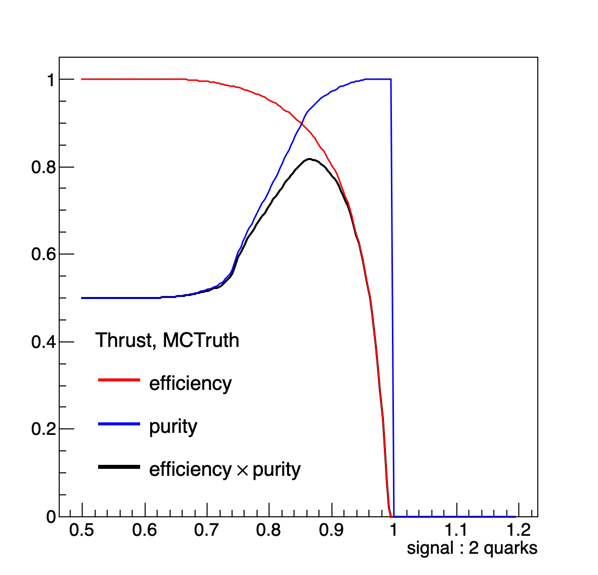 1
0.8
0.6
0.4
0.2
0
Thrust, MCTruth
efficiency
purity
efficiency × purity
0.5 0.6 0.7 0.8 0.9 1 1.1 1.2
signal : 2 quarks